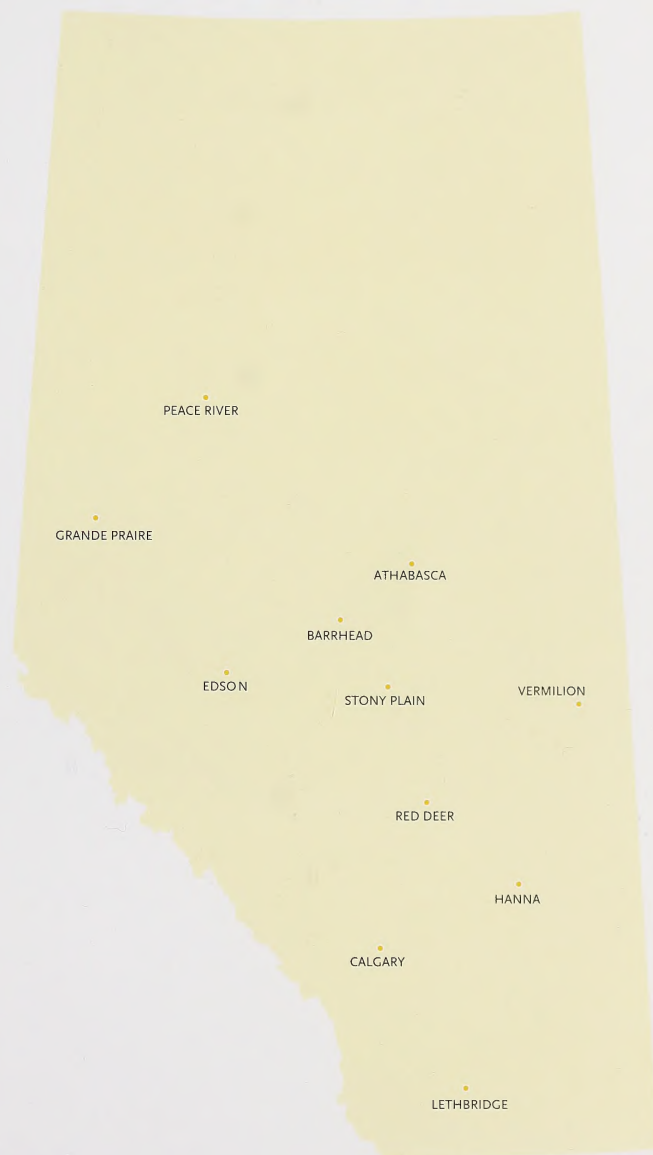 PEACE RIVER
GRANDE PRAIRE
ATHABASCA
BARRHEAD
EDSON
STONY PLAIN
VERMILION
RED DEER
HANNA
CALGARY
LETHBRIDGE